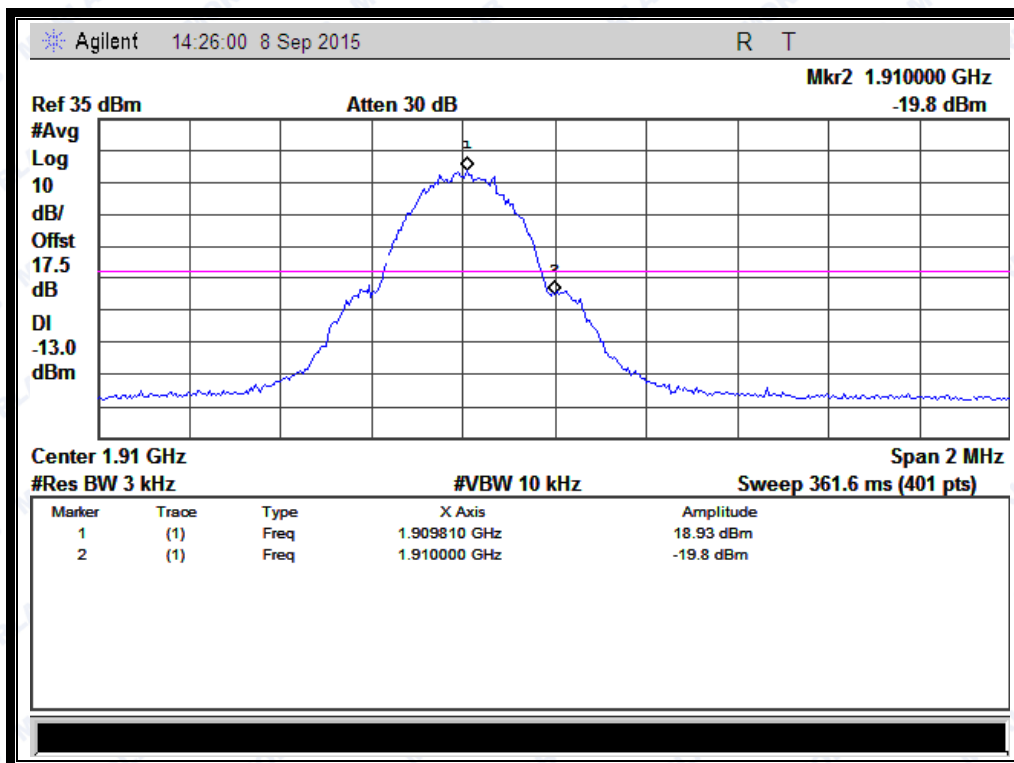 Agilent 14:26:00 8 Sep 2015 R T
Mkr2 1.910000 GHz
Ref 35 dBm Atten 30 dB -19.8 dBm
#Avg
Log
10
dB/
Offst
17.5
dB
DI
-13.0
dBm
1
2
Center 1.91 GHz Span 2 MHz
#Res BW 3 kHz #VBW 10 kHz Sweep 361.6 ms (401 pts)
Marker Trace Type X Axis Amplitude
1 (1) Freq 1.909810 GHz 18.93 dBm
2 (1) Freq 1.910000 GHz -19.8 dBm